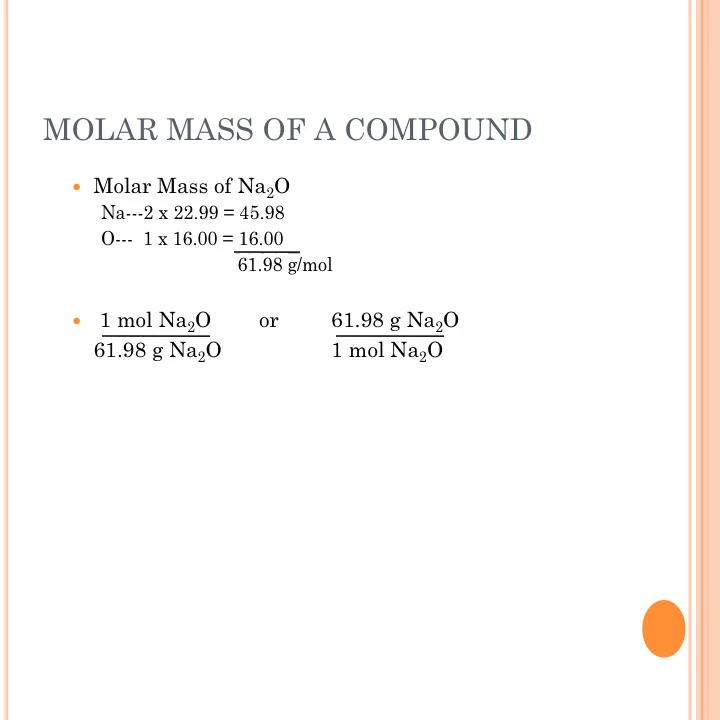 MOLAR MASS OF A COMPOUND
• Molar Mass of Na₂O
Na---2 x 22.99 = 45.98
O--- 1 x 16.00 = 16.00
61.98 g/mol
• 1 mol Na₂O or 61.98 g Na₂O
61.98 g Na₂O 1 mol Na₂O